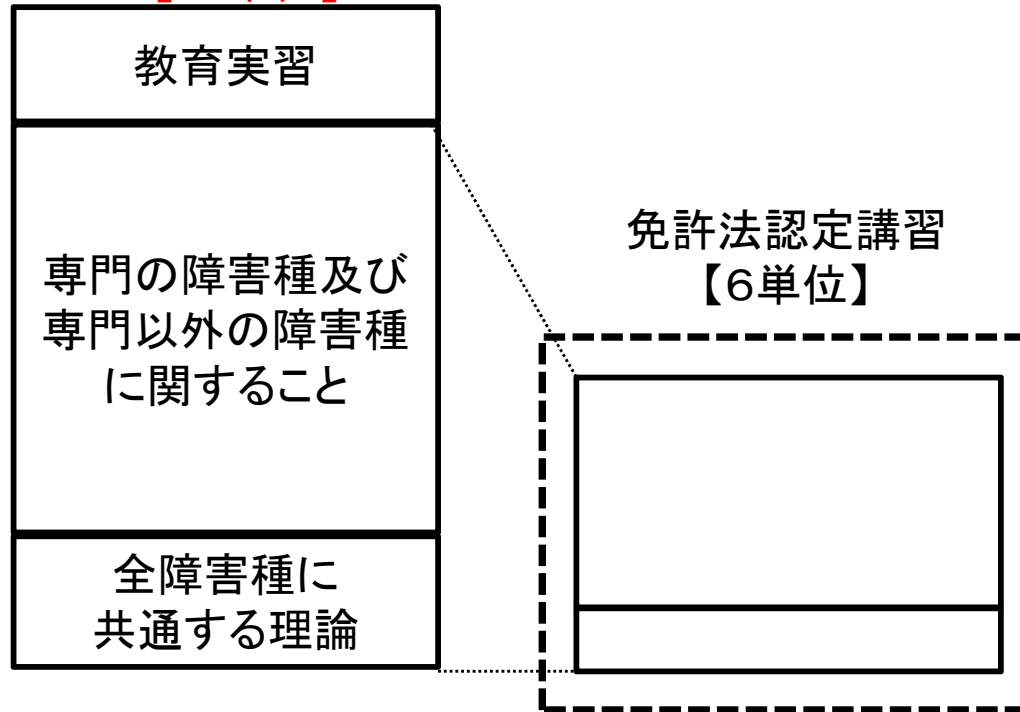 教育実習
専門の障害種及び
専門以外の障害種
に関すること
全障害種に
共通する理論
免許法認定講習
【6単位】